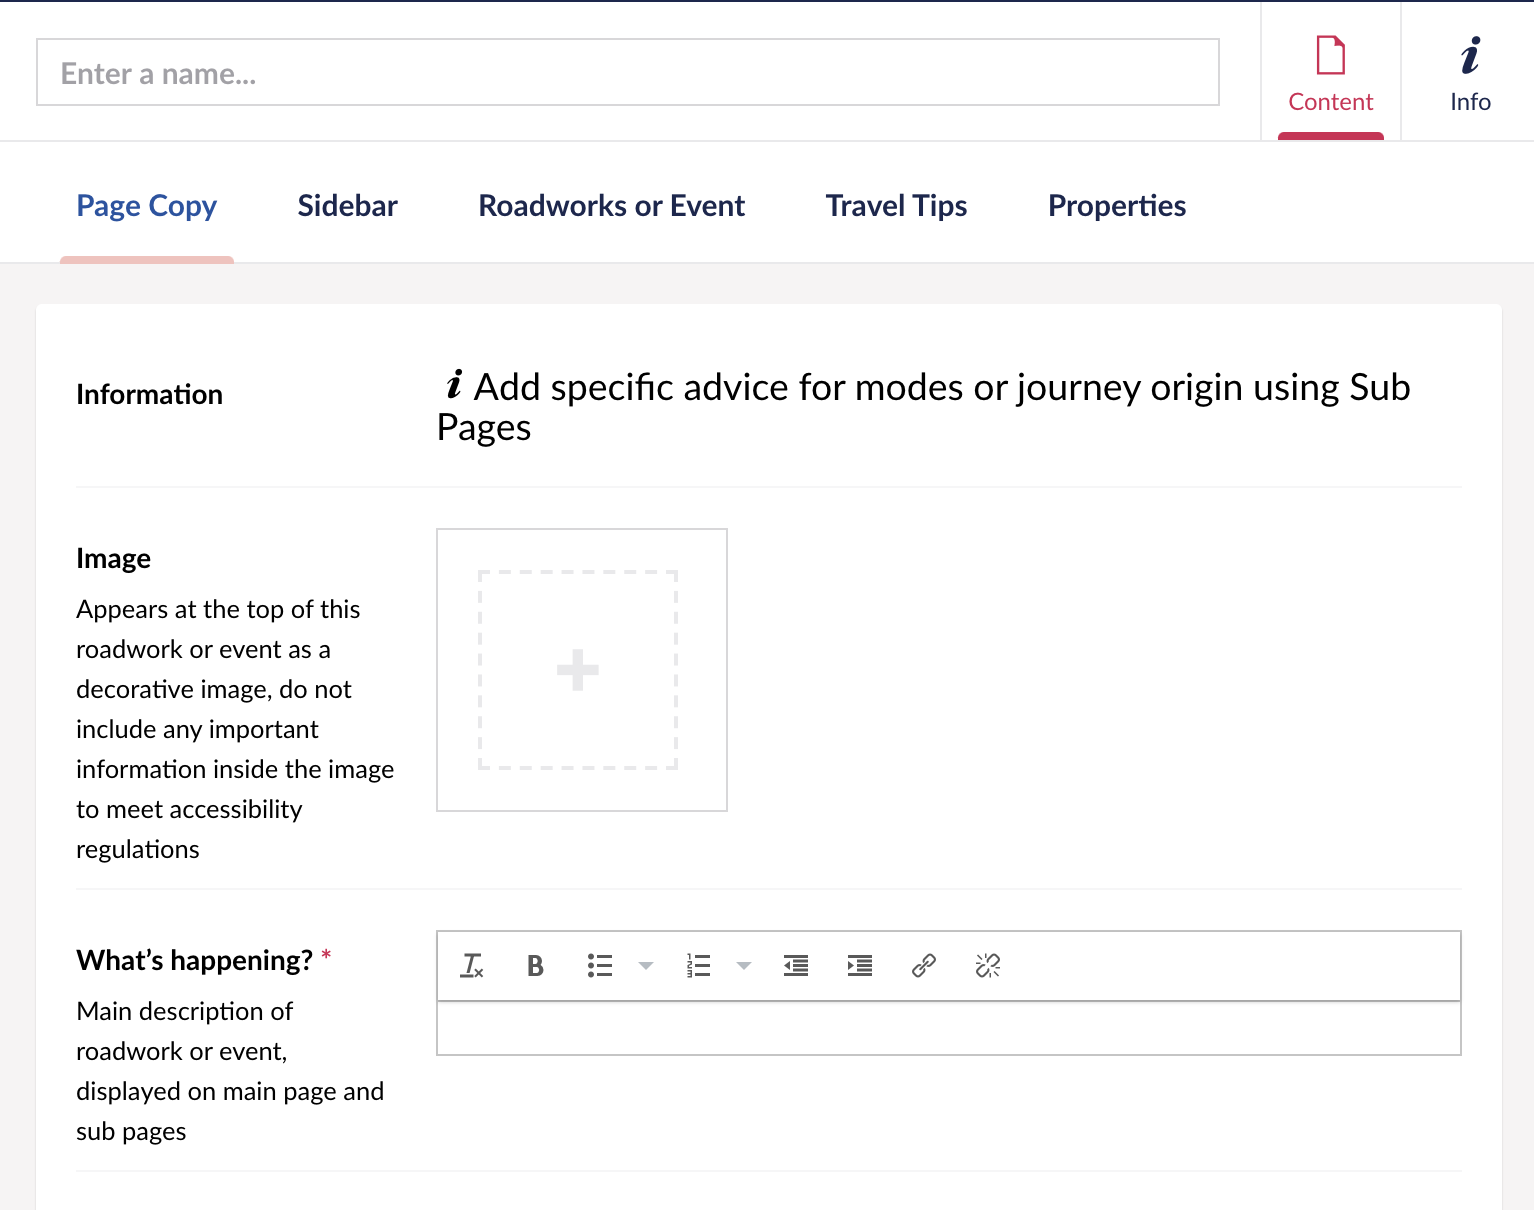 Enter a name...
Content
Info
Page Copy
Sidebar
Roadworks or Event
Travel Tips
Properties
Information
i Add specific advice for modes or journey origin using Sub
Pages
Image
Appears at the top of this
roadwork or event as a
decorative image, do not
include any important
information inside the image
to meet accessibility
regulations
What's happening? *
Main description of
roadwork or event,
displayed on main page and
sub pages